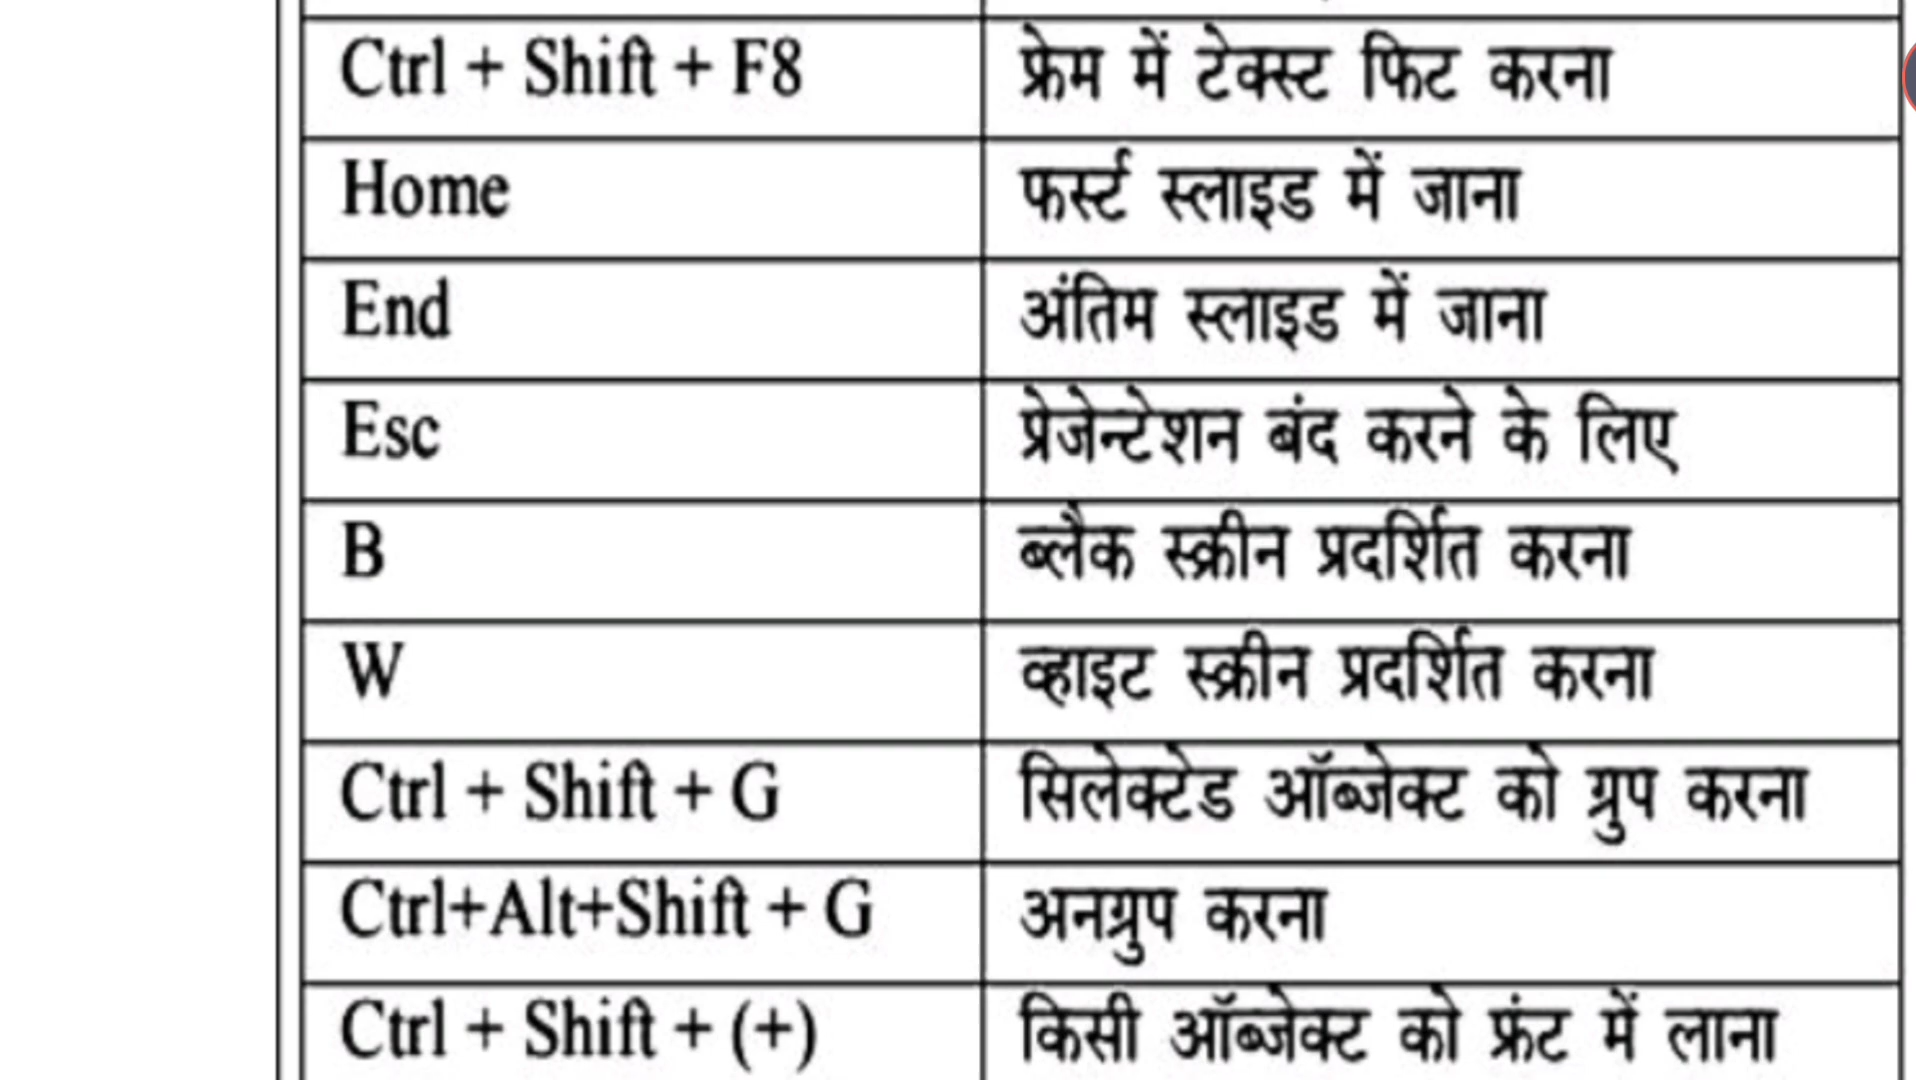 Ctrl + Shift + F8 फ्रेम में टेक्स्ट फिट करना
Home फर्स्ट स्लाइड में जाना
End अंतिम स्लाइड में जाना
Esc प्रेजेन्टेशन बंद करने के लिए
B ब्लैक स्क्रीन प्रदर्शित करना
W व्हाइट स्क्रीन प्रदर्शित करना
Ctrl + Shift + G सिलेक्टेड ऑब्जेक्ट को ग्रुप करना
Ctrl+Alt+Shift + G अनग्रुप करना
Ctrl + Shift + (+) किसी ऑब्जेक्ट को फ्रंट में लाना